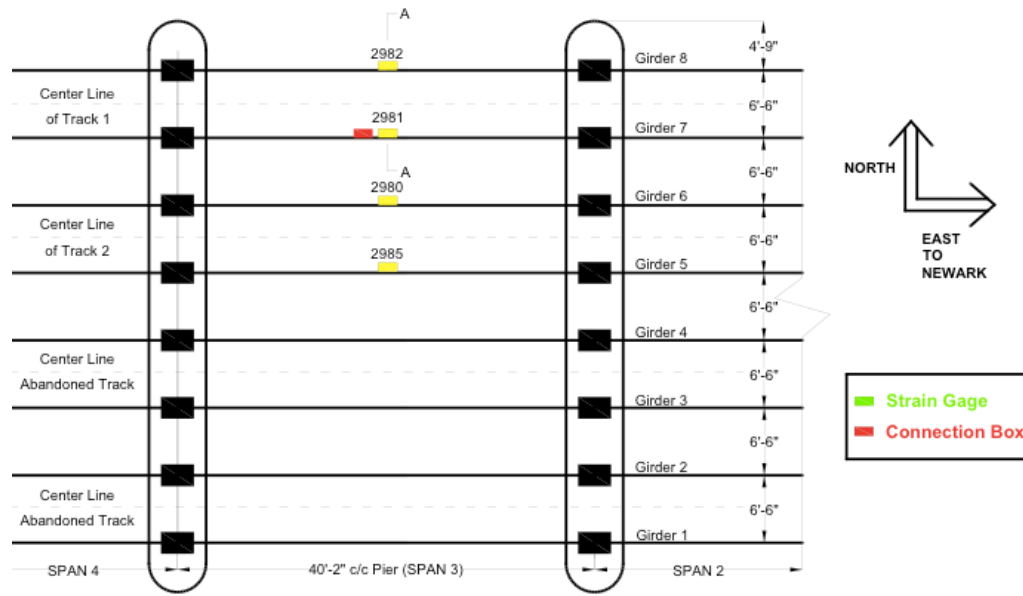 A
2982
Girder 8
4'-9"
Center Line
of Track 1
6'-6"
NORTH
2981
Girder 7
A
2980
6'-6"
Girder 6
Center Line
of Track 2
6'-6"
EAST
TO
NEWARK
2985
Girder 5
6'-6"
Girder 4
Center Line
Abandoned Track
6'-6"
Girder 3
Strain Gage
Connection Box
6'-6"
Girder 2
Center Line
Abandoned Track
6'-6"
Girder 1
SPAN 4
40'-2" c/c Pier (SPAN 3)
SPAN 2